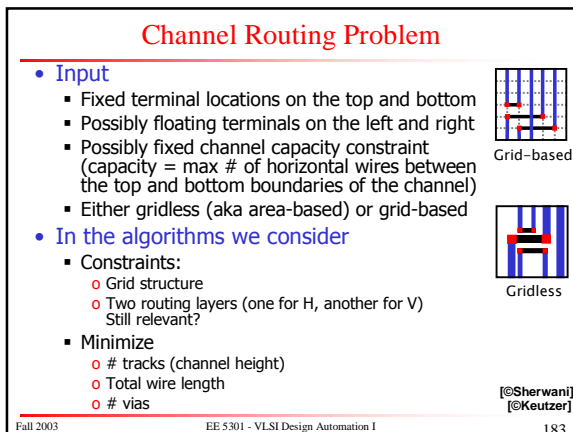 Channel Routing Problem
• Input
▪ Fixed terminal locations on the top and bottom
▪ Possibly floating terminals on the left and right
▪ Possibly fixed channel capacity constraint
(capacity = max # of horizontal wires between
the top and bottom boundaries of the channel)
▪ Either gridless (aka area-based) or grid-based
Grid-based
• In the algorithms we consider
▪ Constraints:
o Grid structure
o Two routing layers (one for H, another for V)
Still relevant?
▪ Minimize
o # tracks (channel height)
o Total wire length
o # vias
Gridless
[©Sherwani]
[©Keutzer]
Fall 2003 EE 5301 - VLSI Design Automation I 183